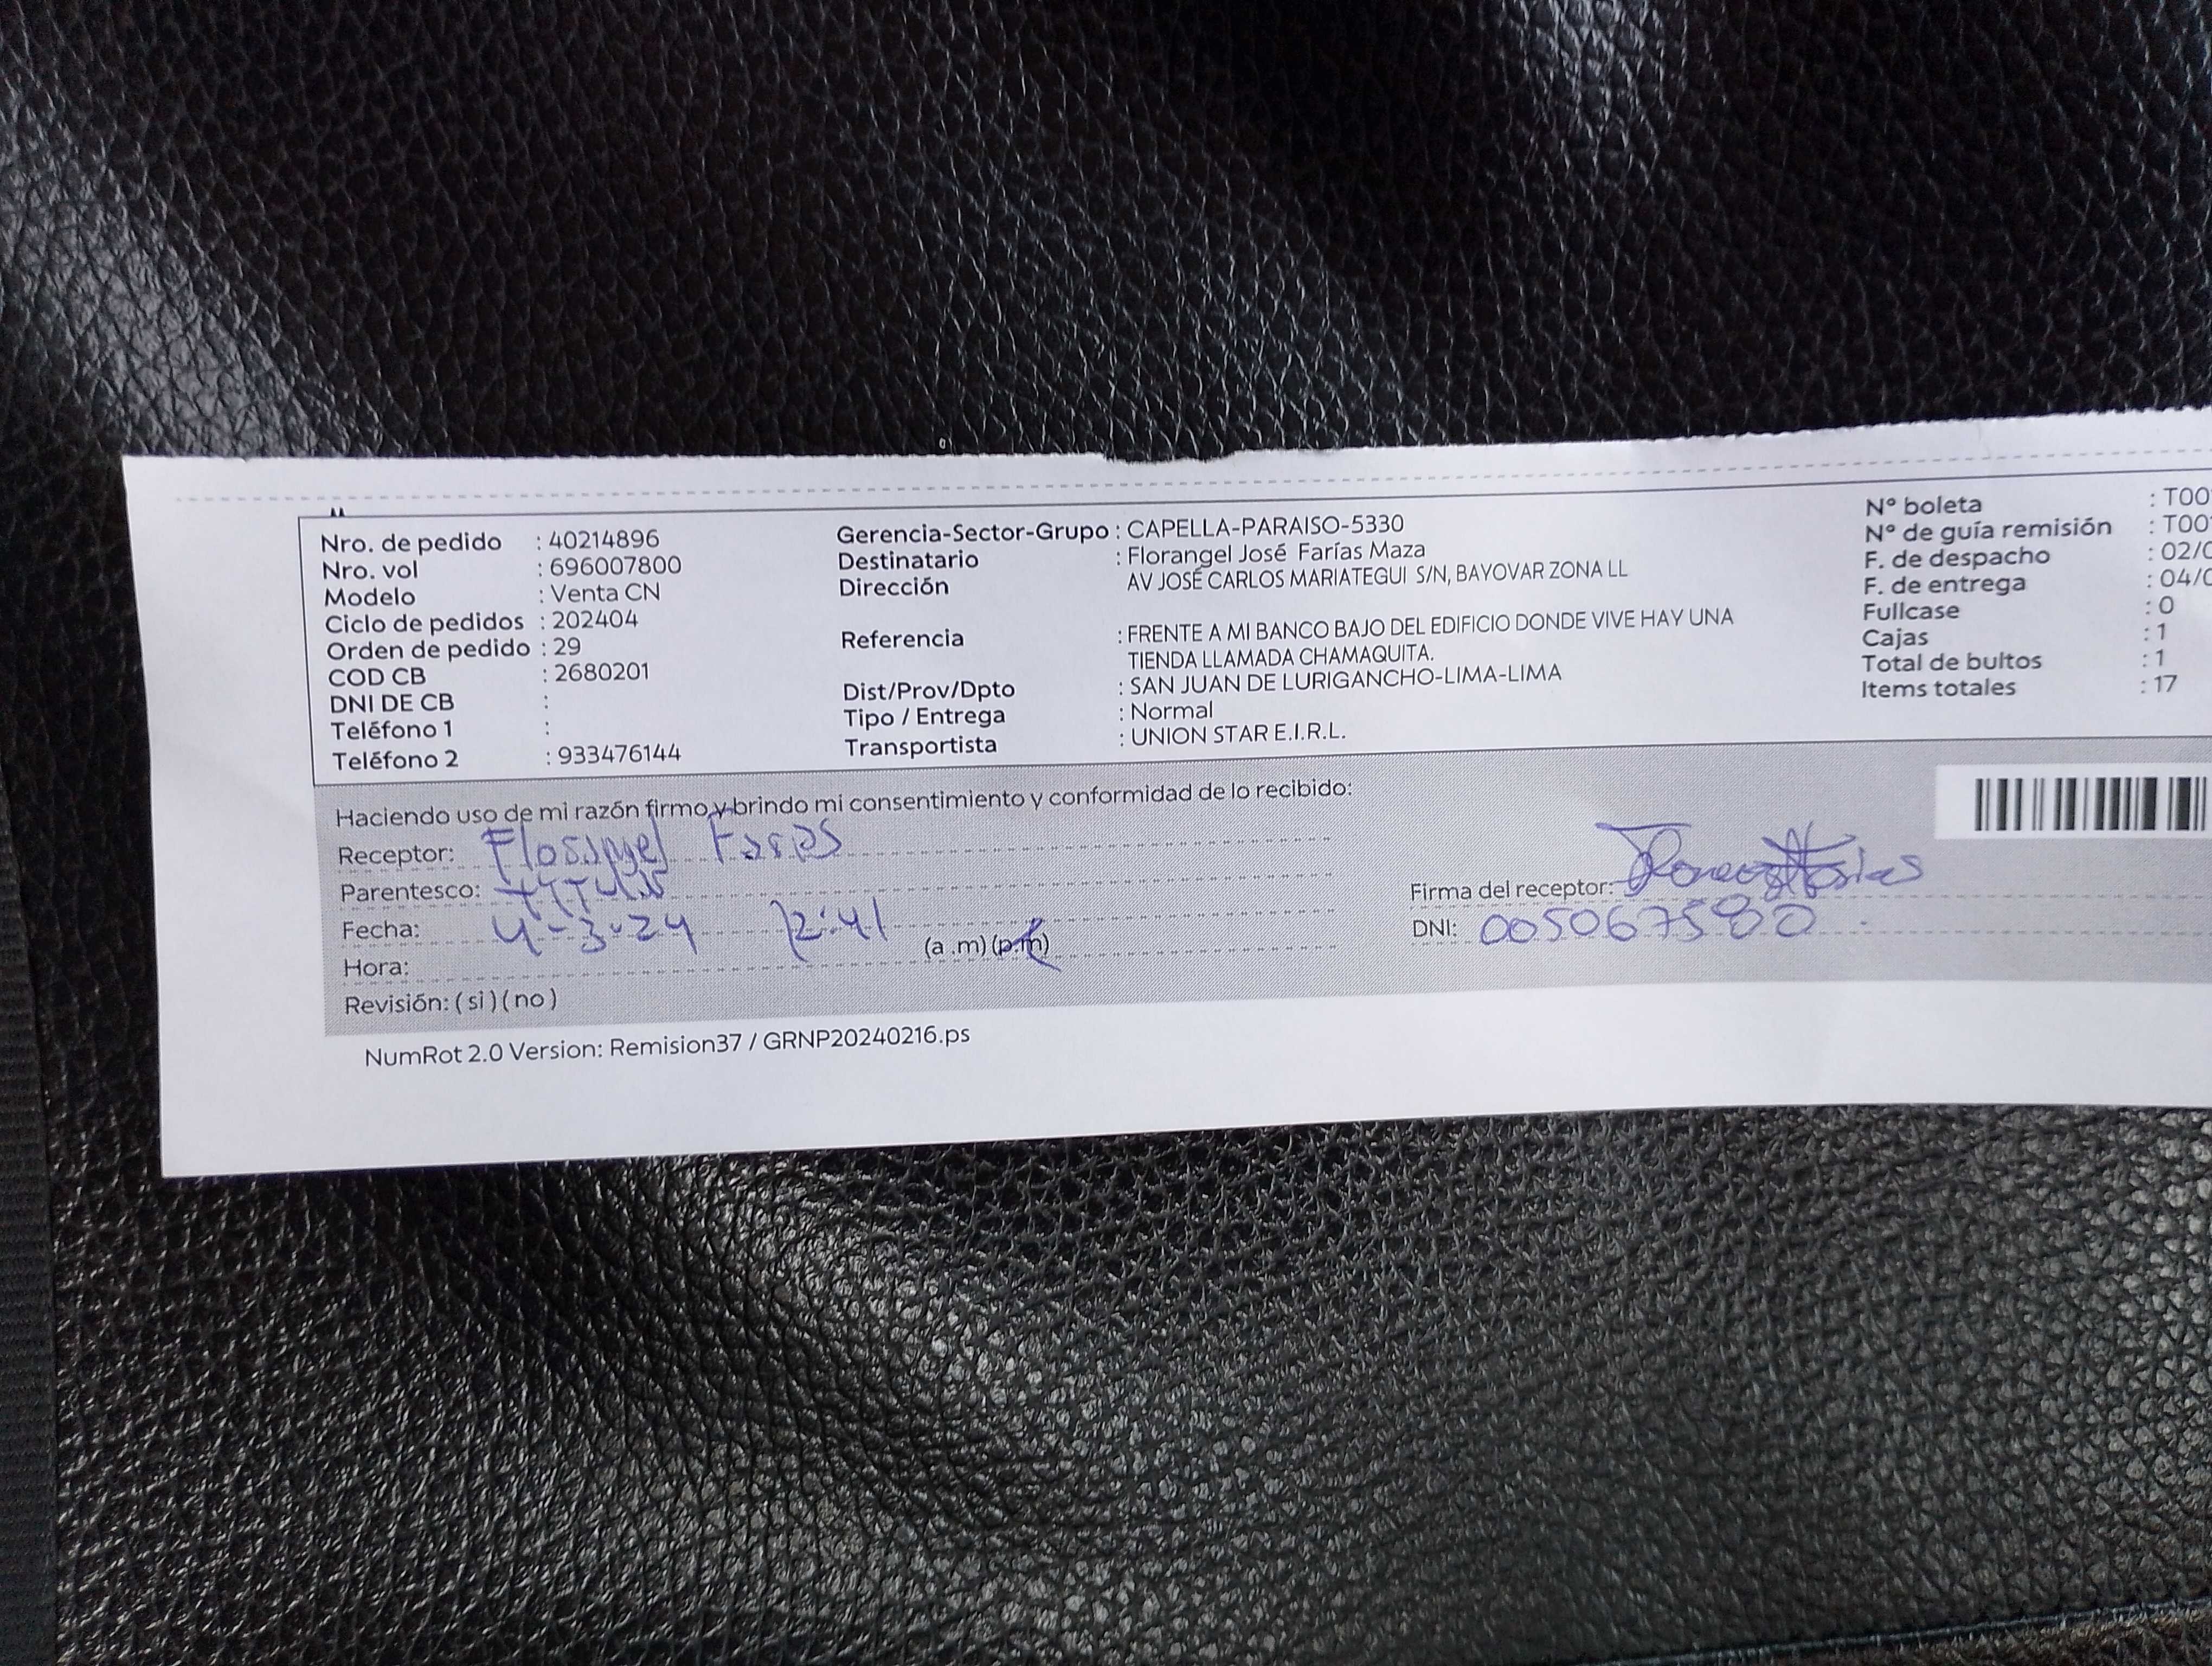 Nro. de pedido : 40214896
Nro. vol : 696007800
Modelo : Venta CN
Ciclo de pedidos : 202404
Orden de pedido : 29
COD CB : 2680201
DNI DE CB :
Teléfono 1 :
Teléfono 2 : 933476144
Gerencia-Sector-Grupo : CAPELLA-PARAISO-5330
Destinatario : Florangel José Farías Maza
Dirección AV JOSÉ CARLOS MARIATEGUI S/N, BAYOVAR ZONA LL
Referencia : FRENTE A MI BANCO BAJO DEL EDIFICIO DONDE VIVE HAY UNA
TIENDA LLAMADA CHAMAQUITA.
Dist/Prov/Dpto : SAN JUAN DE LURIGANCHO-LIMA-LIMA
Tipo / Entrega : Normal
Transportista : UNION STAR E.I.R.L.
N° boleta : T00
N° de guía remisión : T00
F. de despacho : 02/
F. de entrega : 04/
Fullcase : 0
Cajas : 1
Total de bultos : 1
Items totales : 17
Haciendo uso de mi razón firmo y brindo mi consentimiento y conformidad de lo recibido:
Receptor:
Parentesco:
Fecha: 4-3-24 12:41
Hora: (a.m) (p.m)
Revisión: (si) (no)
Firma del receptor:
DNI: 005067580
NumRot 2.0 Version: Remision37 / GRNP20240216.ps